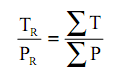 T_R / P_R = ∑T / ∑P